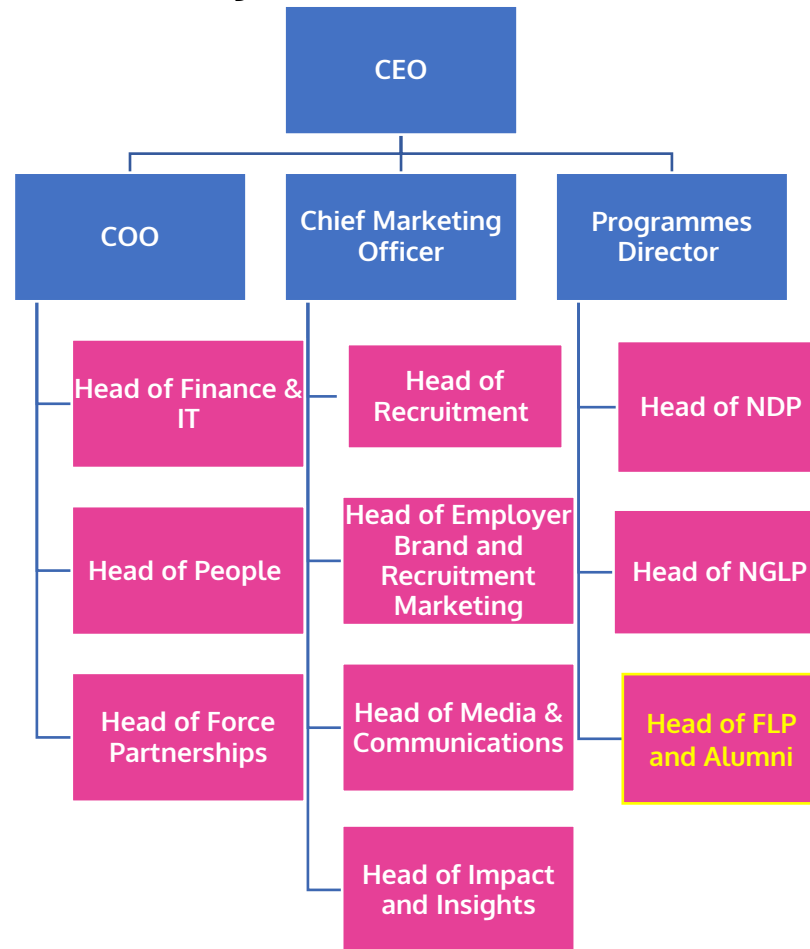 CEO
COO
Chief Marketing
Officer
Programmes
Director
Head of Finance &
IT
Head of People
Head of Force
Partnerships
Head of
Recruitment
Head of Employer
Brand and
Recruitment
Marketing
Head of Media &
Communications
Head of Impact
and Insights
Head of NDP
Head of NGLP
Head of FLP
and Alumni